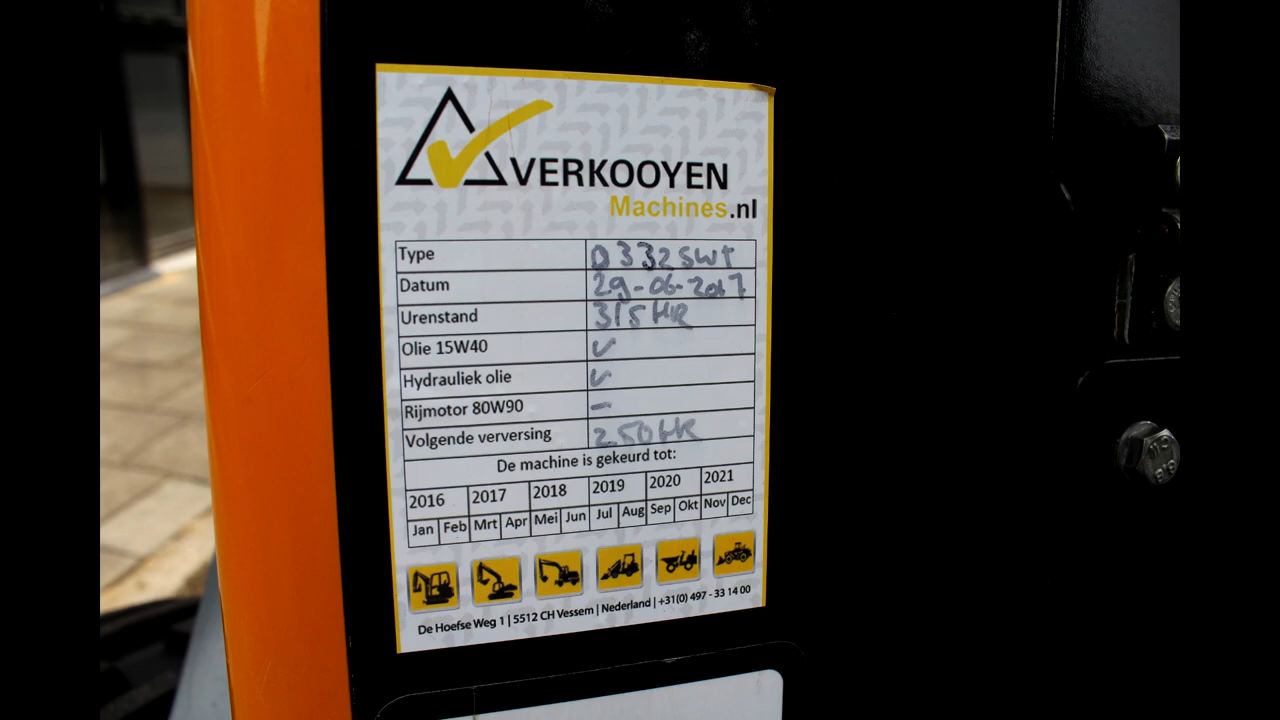 VERKOOYEN
Machines.nl
Type D332SWT
Datum 29-06-2017
Urenstand 315HR
Olie 15W40 ✓
Hydrauliek olie ✓
Rijmotor 80W90 -
Volgende verversing 250HR
De machine is gekeurd tot:
2016 2017 2018 2019 2020 2021
Jan Feb Mrt Apr Mei Jun Jul Aug Sep Okt Nov Dec
De Hoefse Weg 1 | 5512 CH Vessem | Nederland | +31(0) 497 - 33 14 00